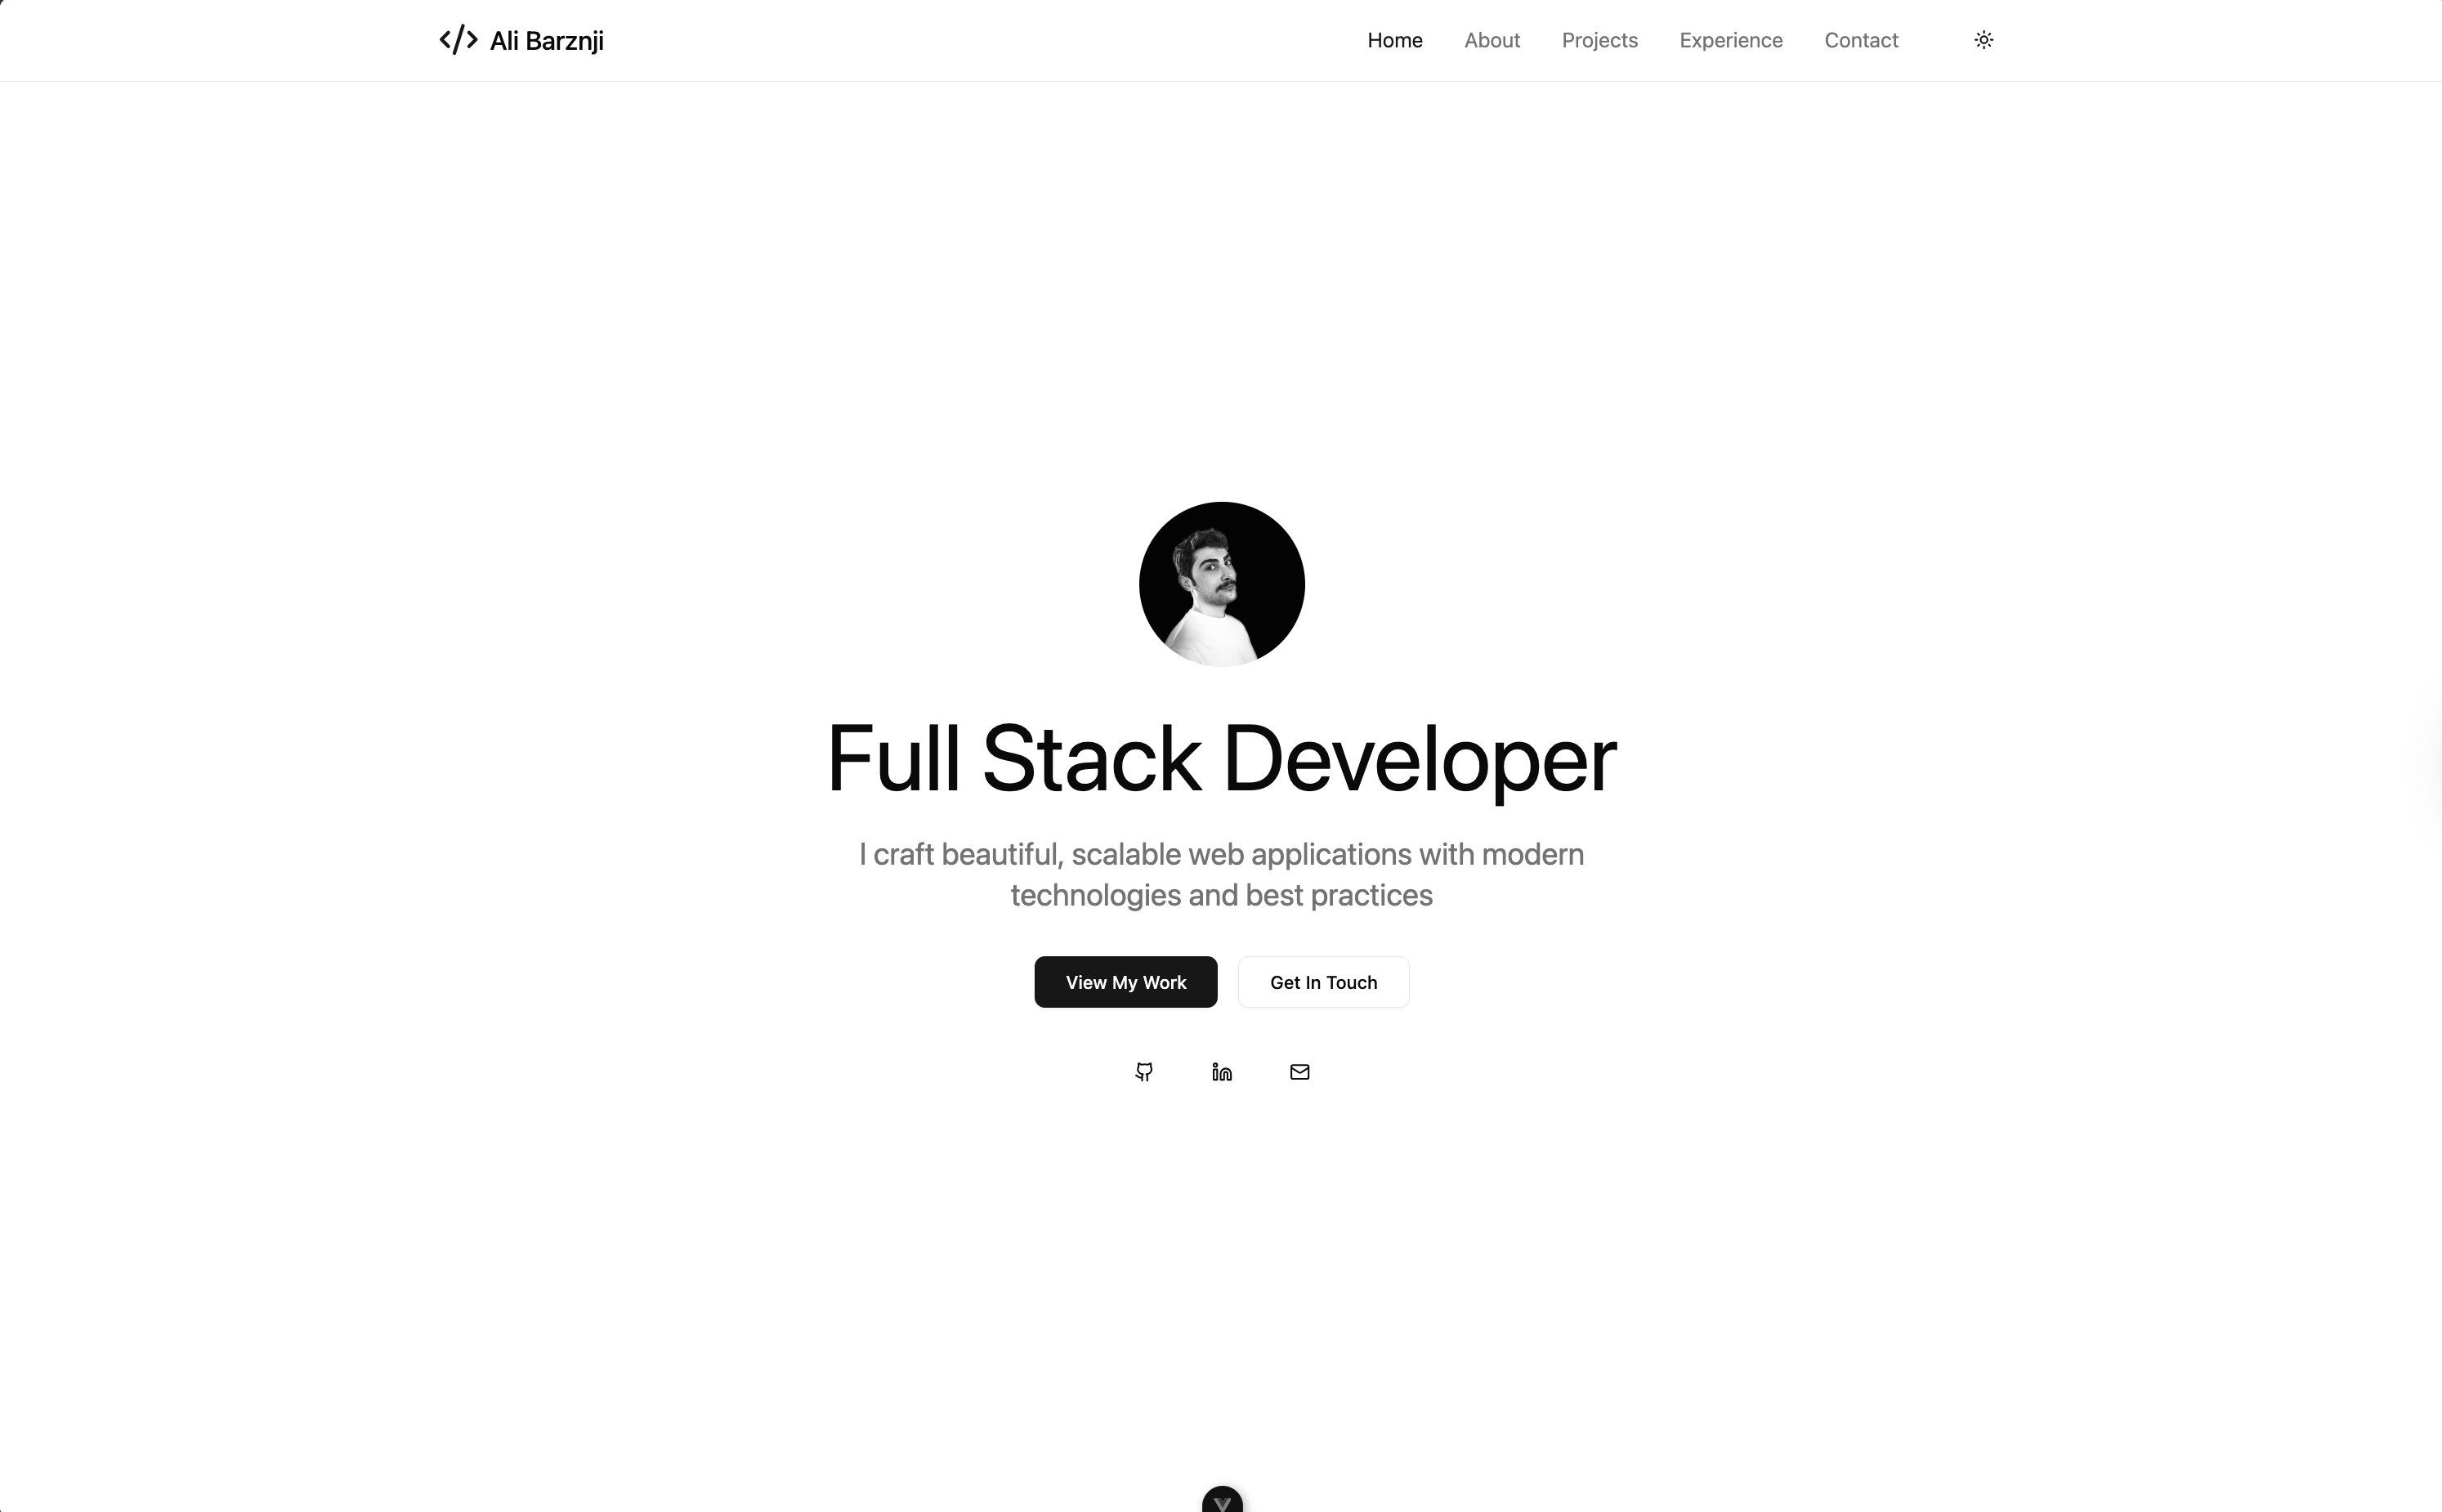 </> Ali Barznji
Home About Projects Experience Contact
Full Stack Developer
I craft beautiful, scalable web applications with modern
technologies and best practices
View My Work Get In Touch
in